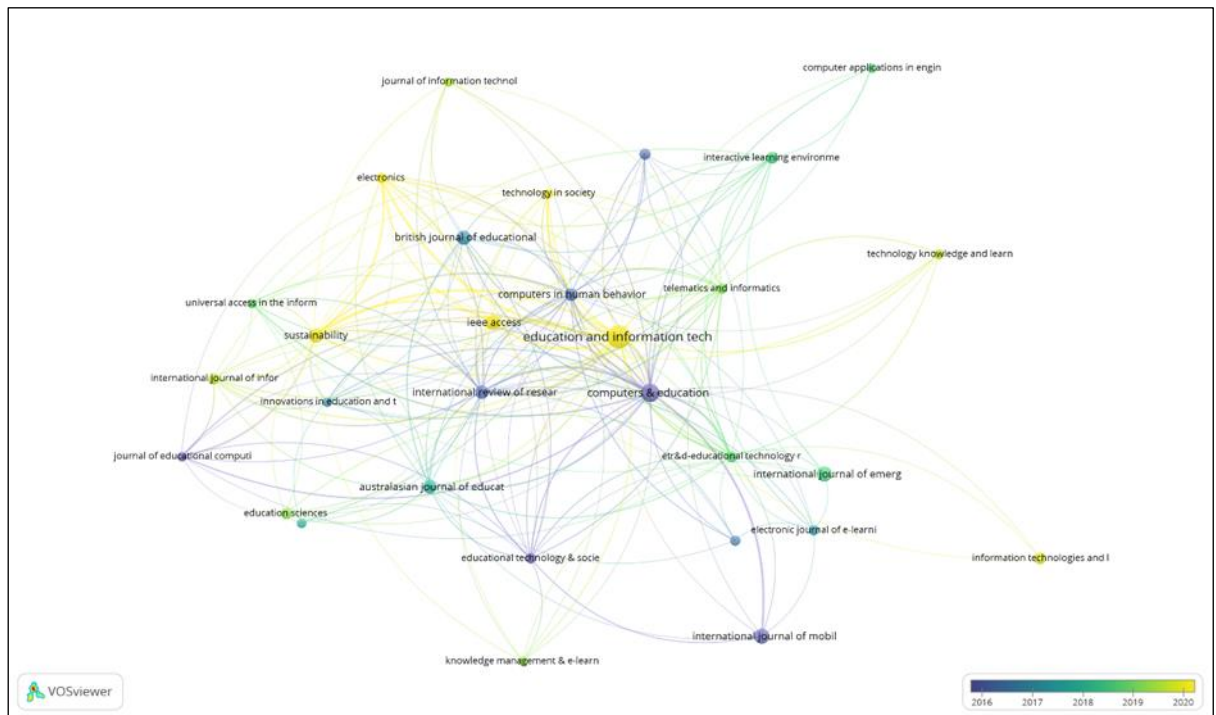 computer applications in engin
journal of information technol
interactive learning environme
electronics
technology in society
british journal of educational
technology knowledge and learn
telematics and informatics
computers in human behavior
universal access in the inform
ieee access
sustainability
education and information tech
international journal of infor
international review of resear
computers & education
innovations in education and t
journal of educational computi
etr&d-educational technology r
international journal of emerg
australasian journal of educat
education sciences
electronic journal of e-learni
educational technology & socie
information technologies and l
international journal of mobil
knowledge management & e-learn
VOSviewer
2016 2017 2018 2019 2020